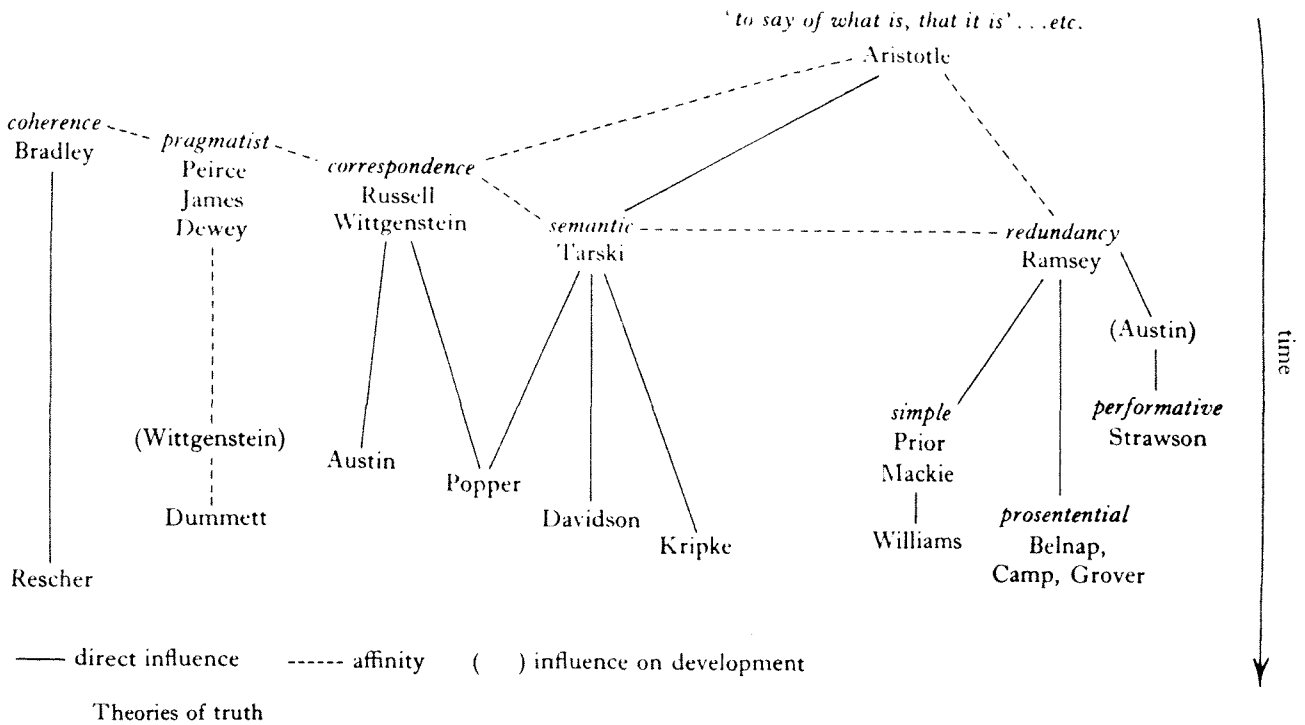 'to say of what is, that it is' ...etc.
Aristotle
coherence
Bradley
pragmatist
Peirce
James
Dewey
correspondence
Russell
Wittgenstein
semantic
Tarski
redundancy
Ramsey
(Austin)
time
simple
Prior
Mackie
performative
Strawson
(Wittgenstein)
Austin
Popper
Dummett
Davidson
Kripke
Williams
prosentential
Belnap,
Camp, Grover
Rescher
direct influence
affinity
( ) influence on development
Theories of truth